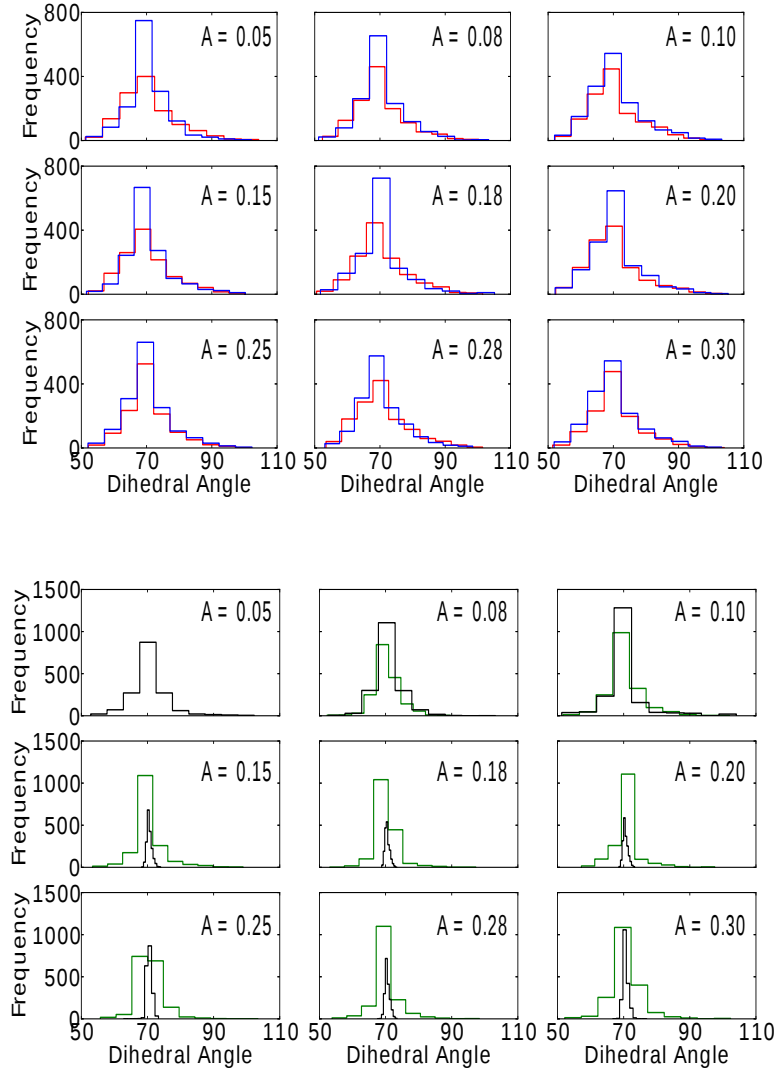 800
400
0
Frequency
A = 0.05
A = 0.08
A = 0.10
800
400
0
Frequency
A = 0.15
A = 0.18
A = 0.20
800
400
0
Frequency
A = 0.25
A = 0.28
A = 0.30
50 70 90 110
50 70 90 110
50 70 90 110
Dihedral Angle
Dihedral Angle
Dihedral Angle
1500
1000
500
0
Frequency
A = 0.05
A = 0.08
A = 0.10
1500
1000
500
0
Frequency
A = 0.15
A = 0.18
A = 0.20
1500
1000
500
0
Frequency
A = 0.25
A = 0.28
A = 0.30
50 70 90 110
50 70 90 110
50 70 90 110
Dihedral Angle
Dihedral Angle
Dihedral Angle